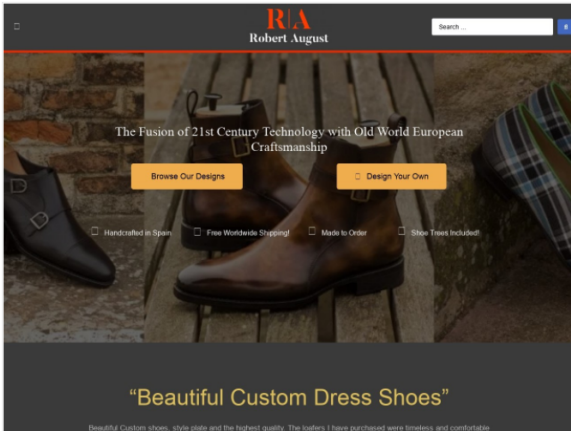 R|A
Robert August
Search ...
The Fusion of 21st Century Technology with Old World European
Craftsmanship
Browse Our Designs
Design Your Own
Handcrafted in Spain
Free Worldwide Shipping!
Made to Order
Shoe Trees Included!
“Beautiful Custom Dress Shoes”
Beautiful Custom shoes, style plate and the highest quality. The loafers I have purchased were timeless and comfortable